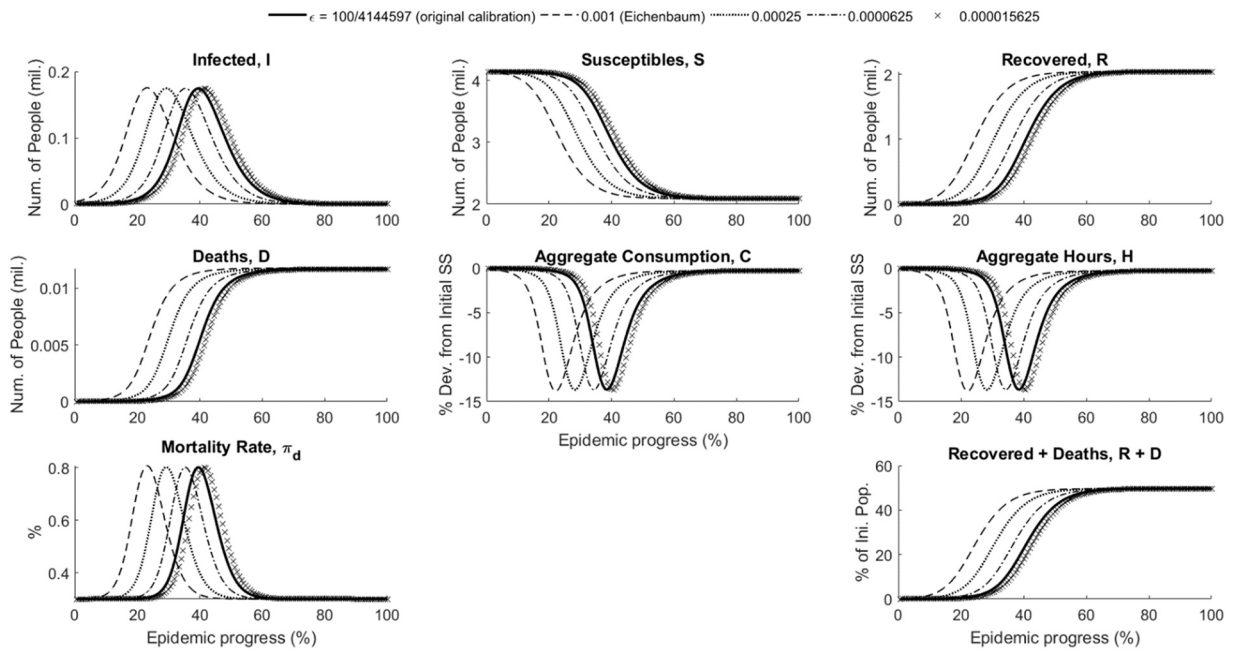 ϵ = 100/4144597 (original calibration) 0.001 (Eichenbaum) 0.00025 0.0000625 0.000015625
Infected, I
Num. of People (mil.)
0.2
0.1
0
0 20 40 60 80 100
Susceptibles, S
Num. of People (mil.)
4
3
2
0 20 40 60 80 100
Recovered, R
Num. of People (mil.)
2
1
0
0 20 40 60 80 100
Deaths, D
Num. of People (mil.)
0.01
0.005
0
0 20 40 60 80 100
Aggregate Consumption, C
% Dev. from Initial SS
0
-5
-10
-15
0 20 40 60 80 100
Epidemic progress (%)
Aggregate Hours, H
% Dev. from Initial SS
0
-5
-10
-15
0 20 40 60 80 100
Mortality Rate, π_d
%
0.8
0.6
0.4
0 20 40 60 80 100
Epidemic progress (%)
Recovered + Deaths, R + D
% of Ini. Pop.
60
40
20
0
0 20 40 60 80 100
Epidemic progress (%)